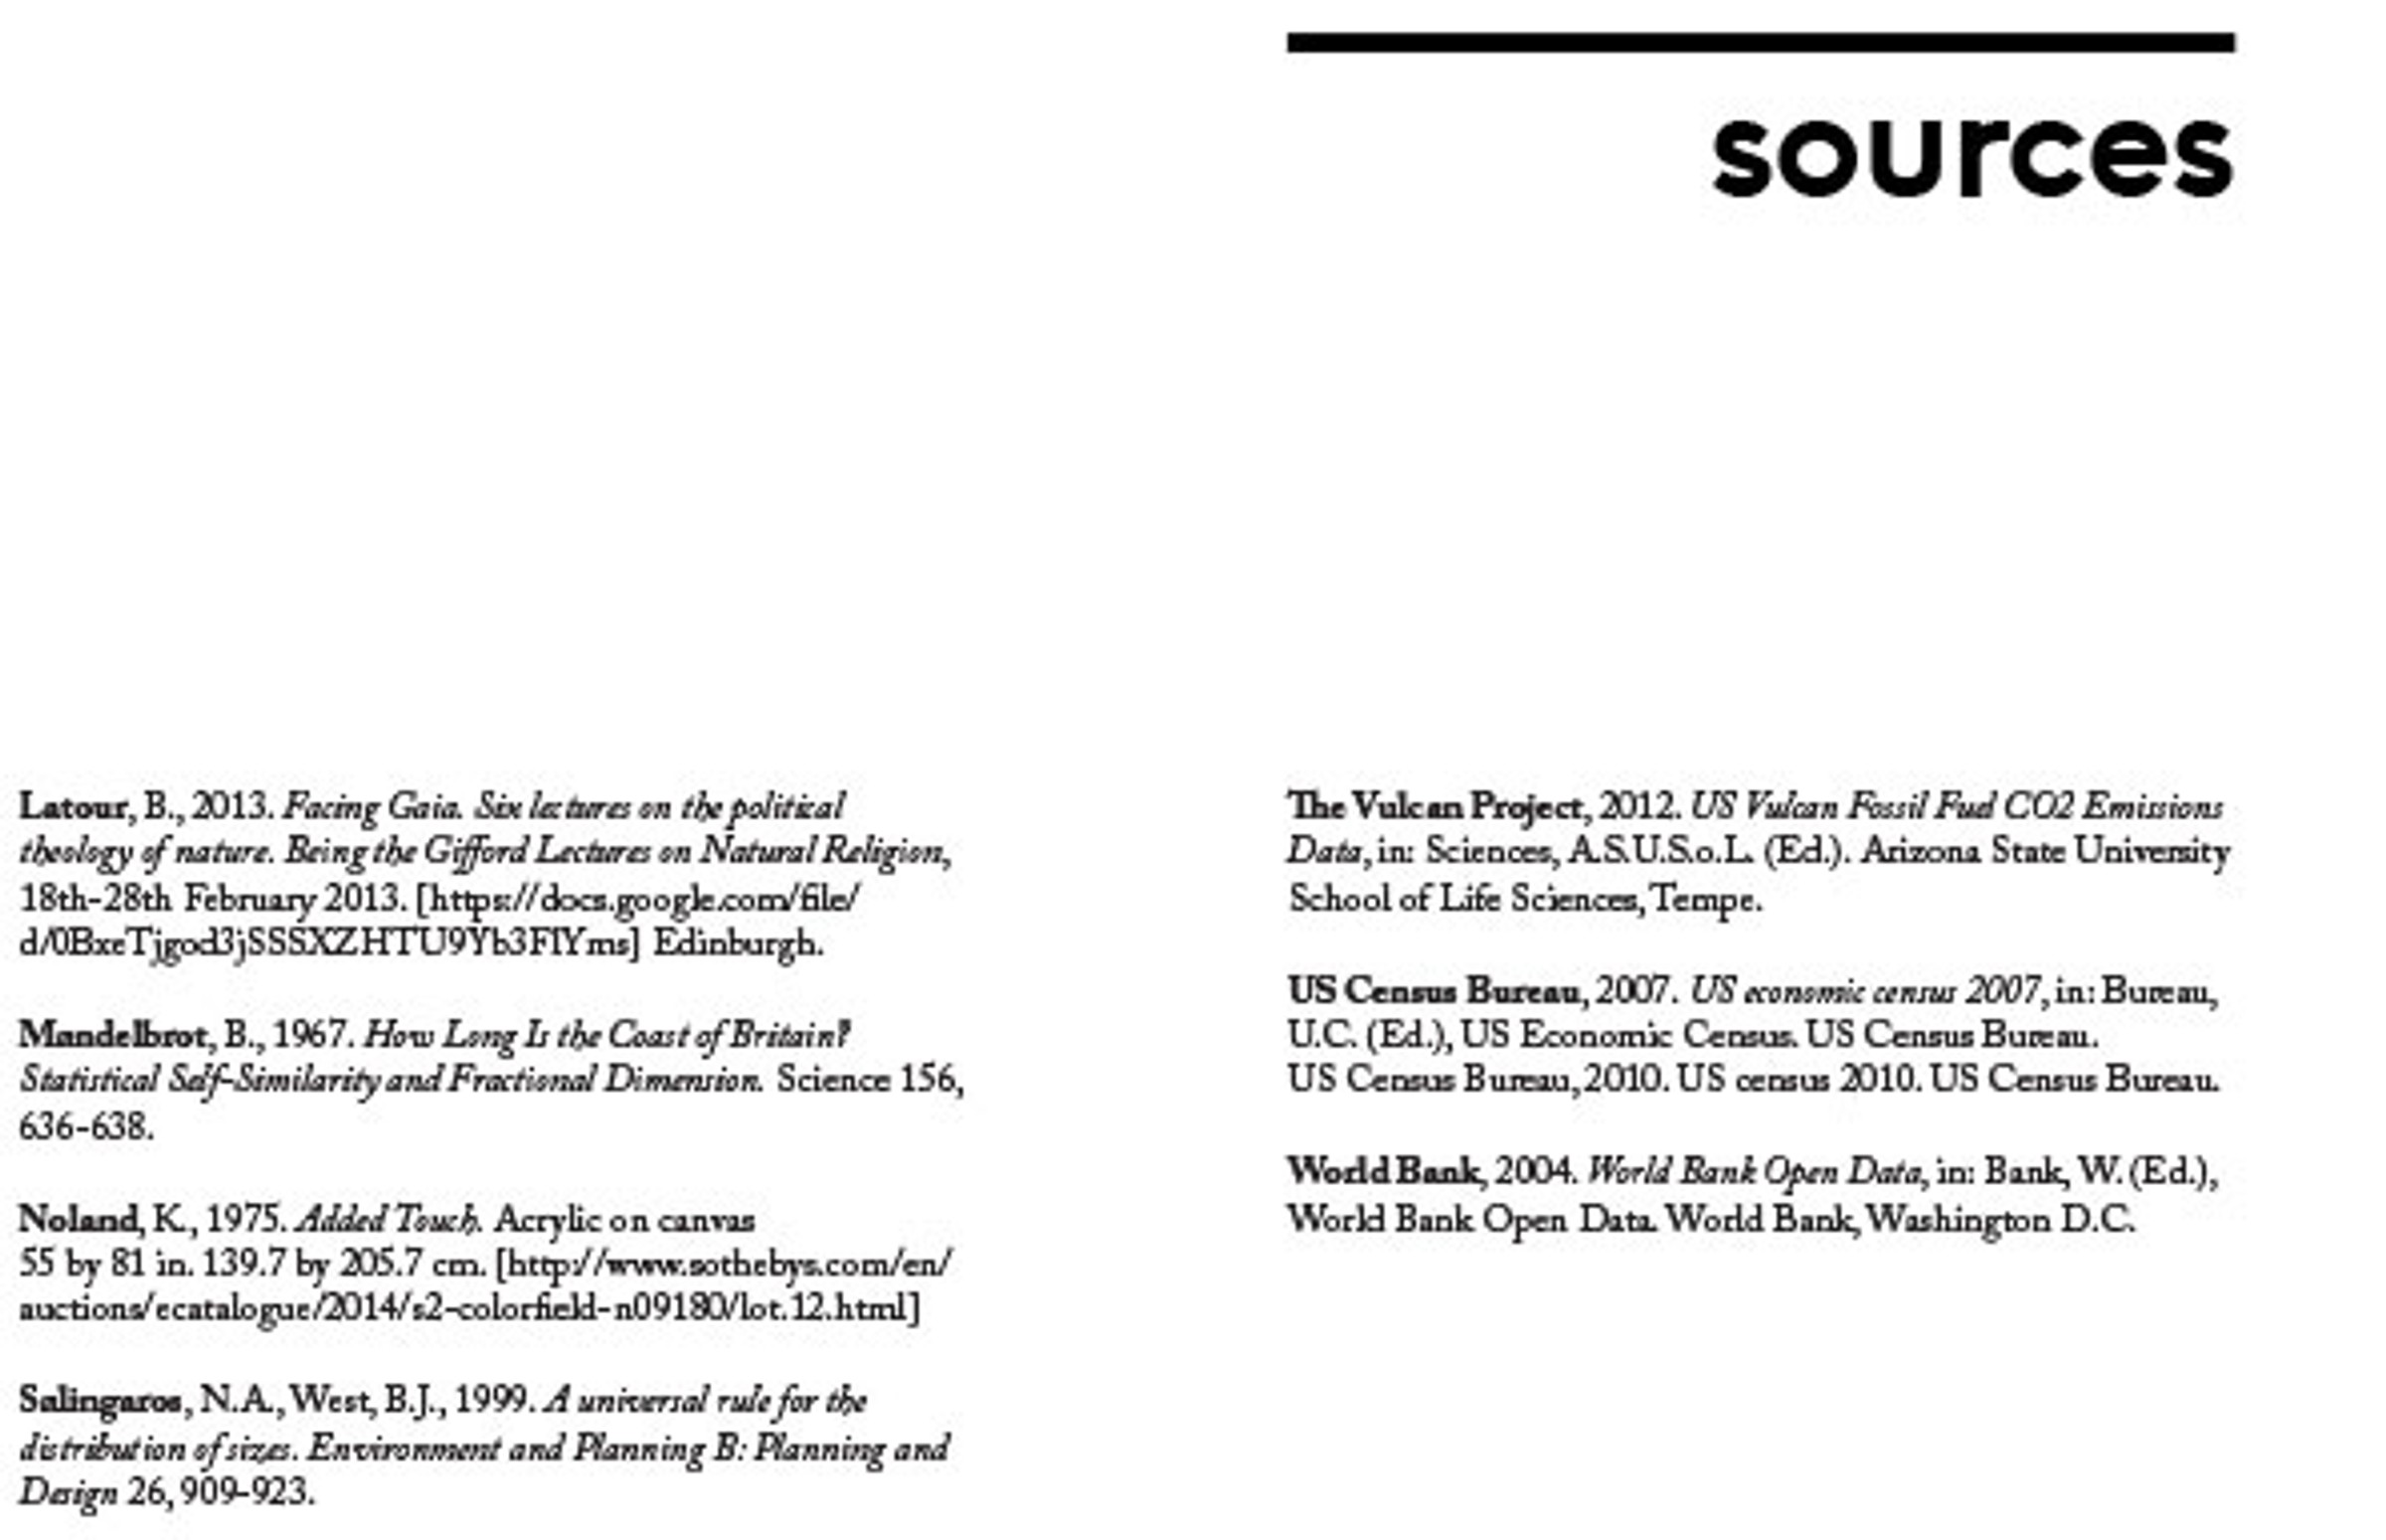 sources
Latour, B., 2013. Facing Gaia. Six lectures on the political
theology of nature. Being the Gifford Lectures on Natural Religion,
18th-28th February 2013. [https://docs.google.com/file/
d/0BxeTjgod3jSSSXZHTU9Yb3FlYms] Edinburgh.
Mandelbrot, B., 1967. How Long Is the Coast of Britain?
Statistical Self-Similarity and Fractional Dimension. Science 156,
636-638.
Noland, K., 1975. Added Touch. Acrylic on canvas
55 by 81 in. 139.7 by 205.7 cm. [http://www.sothebys.com/en/
auctions/ecatalogue/2014/s2-colorfield-n09180/lot.12.html]
Salingaros, N.A., West, B.J., 1999. A universal rule for the
distribution of sizes. Environment and Planning B: Planning and
Design 26, 909-923.
The Vulcan Project, 2012. US Vulcan Fossil Fuel CO2 Emissions
Data, in: Sciences, A.S.U.S.o.L. (Ed.). Arizona State University
School of Life Sciences, Tempe.
US Census Bureau, 2007. US economic census 2007, in: Bureau,
U.C. (Ed.), US Economic Census. US Census Bureau.
US Census Bureau, 2010. US census 2010. US Census Bureau.
World Bank, 2004. World Bank Open Data, in: Bank, W. (Ed.),
World Bank Open Data. World Bank, Washington D.C.